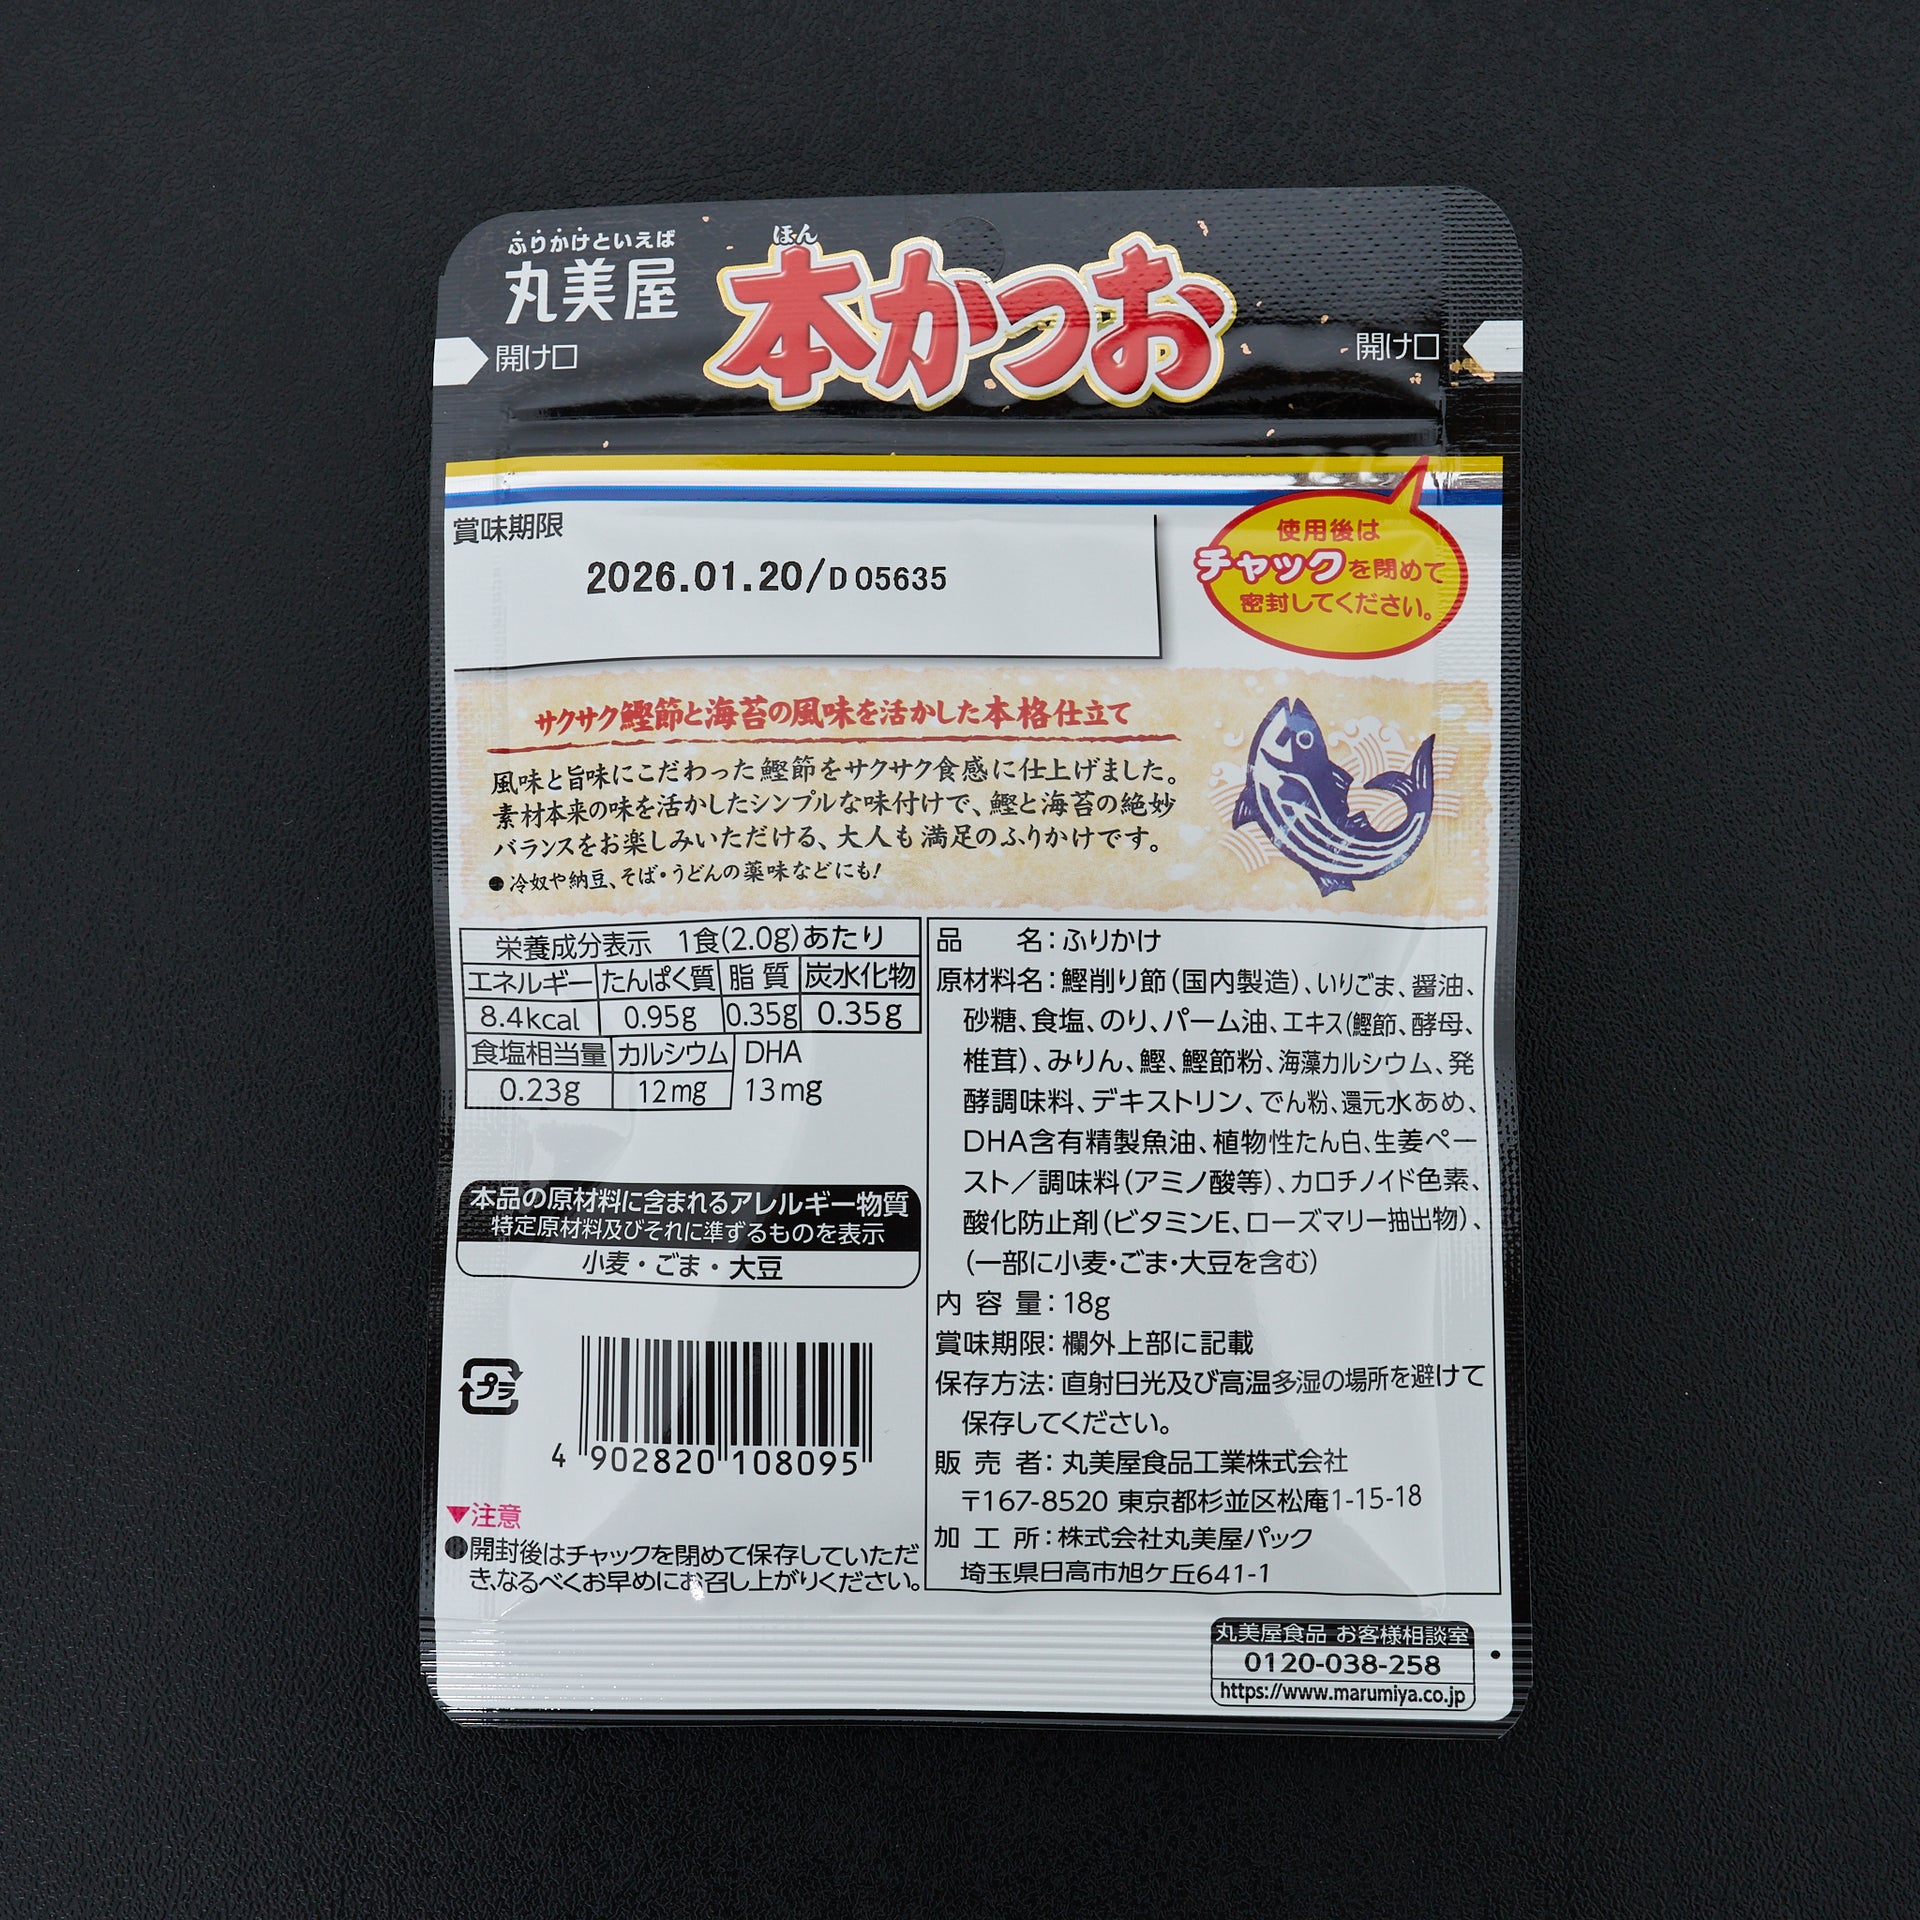 ふりかけといえば
丸美屋
ほん
本かつお
開け口
開け口
賞味期限
2026.01.20/D05635
使用後は
チャックを閉めて
密封してください。
サクサク鰹節と海苔の風味を活かした本格仕立て
風味と旨味にこだわった鰹節をサクサク食感に仕上げました。
素材本来の味を活かしたシンプルな味付けで、鰹と海苔の絶妙
バランスをお楽しみいただける、大人も満足のふりかけです。
●冷奴や納豆、そば・うどんの薬味などにも!
栄養成分表示 1食(2.0g)あたり
エネルギー たんぱく質 脂質 炭水化物
8.4kcal 0.95g 0.35g 0.35g
食塩相当量 カルシウム DHA
0.23g 12mg 13mg
本品の原材料に含まれるアレルギー物質
特定原材料及びそれに準ずるものを表示
小麦・ごま・大豆
プラ
4 902820 108095
▼注意
●開封後はチャックを閉めて保存していただ
き、なるべくお早めにお召し上がりください。
品名:ふりかけ
原材料名:鰹削り節(国内製造)、いりごま、醤油、
砂糖、食塩、のり、パーム油、エキス(鰹節、酵母、
椎茸)、みりん、鰹、鰹節粉、海藻カルシウム、発
酵調味料、デキストリン、でん粉、還元水あめ、
DHA含有精製魚油、植物性たん白、生姜ペー
スト/調味料(アミノ酸等)、カロチノイド色素、
酸化防止剤(ビタミンE、ローズマリー抽出物)、
(一部に小麦・ごま・大豆を含む)
内容量:18g
賞味期限:欄外上部に記載
保存方法:直射日光及び高温多湿の場所を避けて
保存してください。
販売者:丸美屋食品工業株式会社
〒167-8520 東京都杉並区松庵1-15-18
加工所:株式会社丸美屋パック
埼玉県日高市旭ケ丘641-1
丸美屋食品 お客様相談室
0120-038-258
https://www.marumiya.co.jp